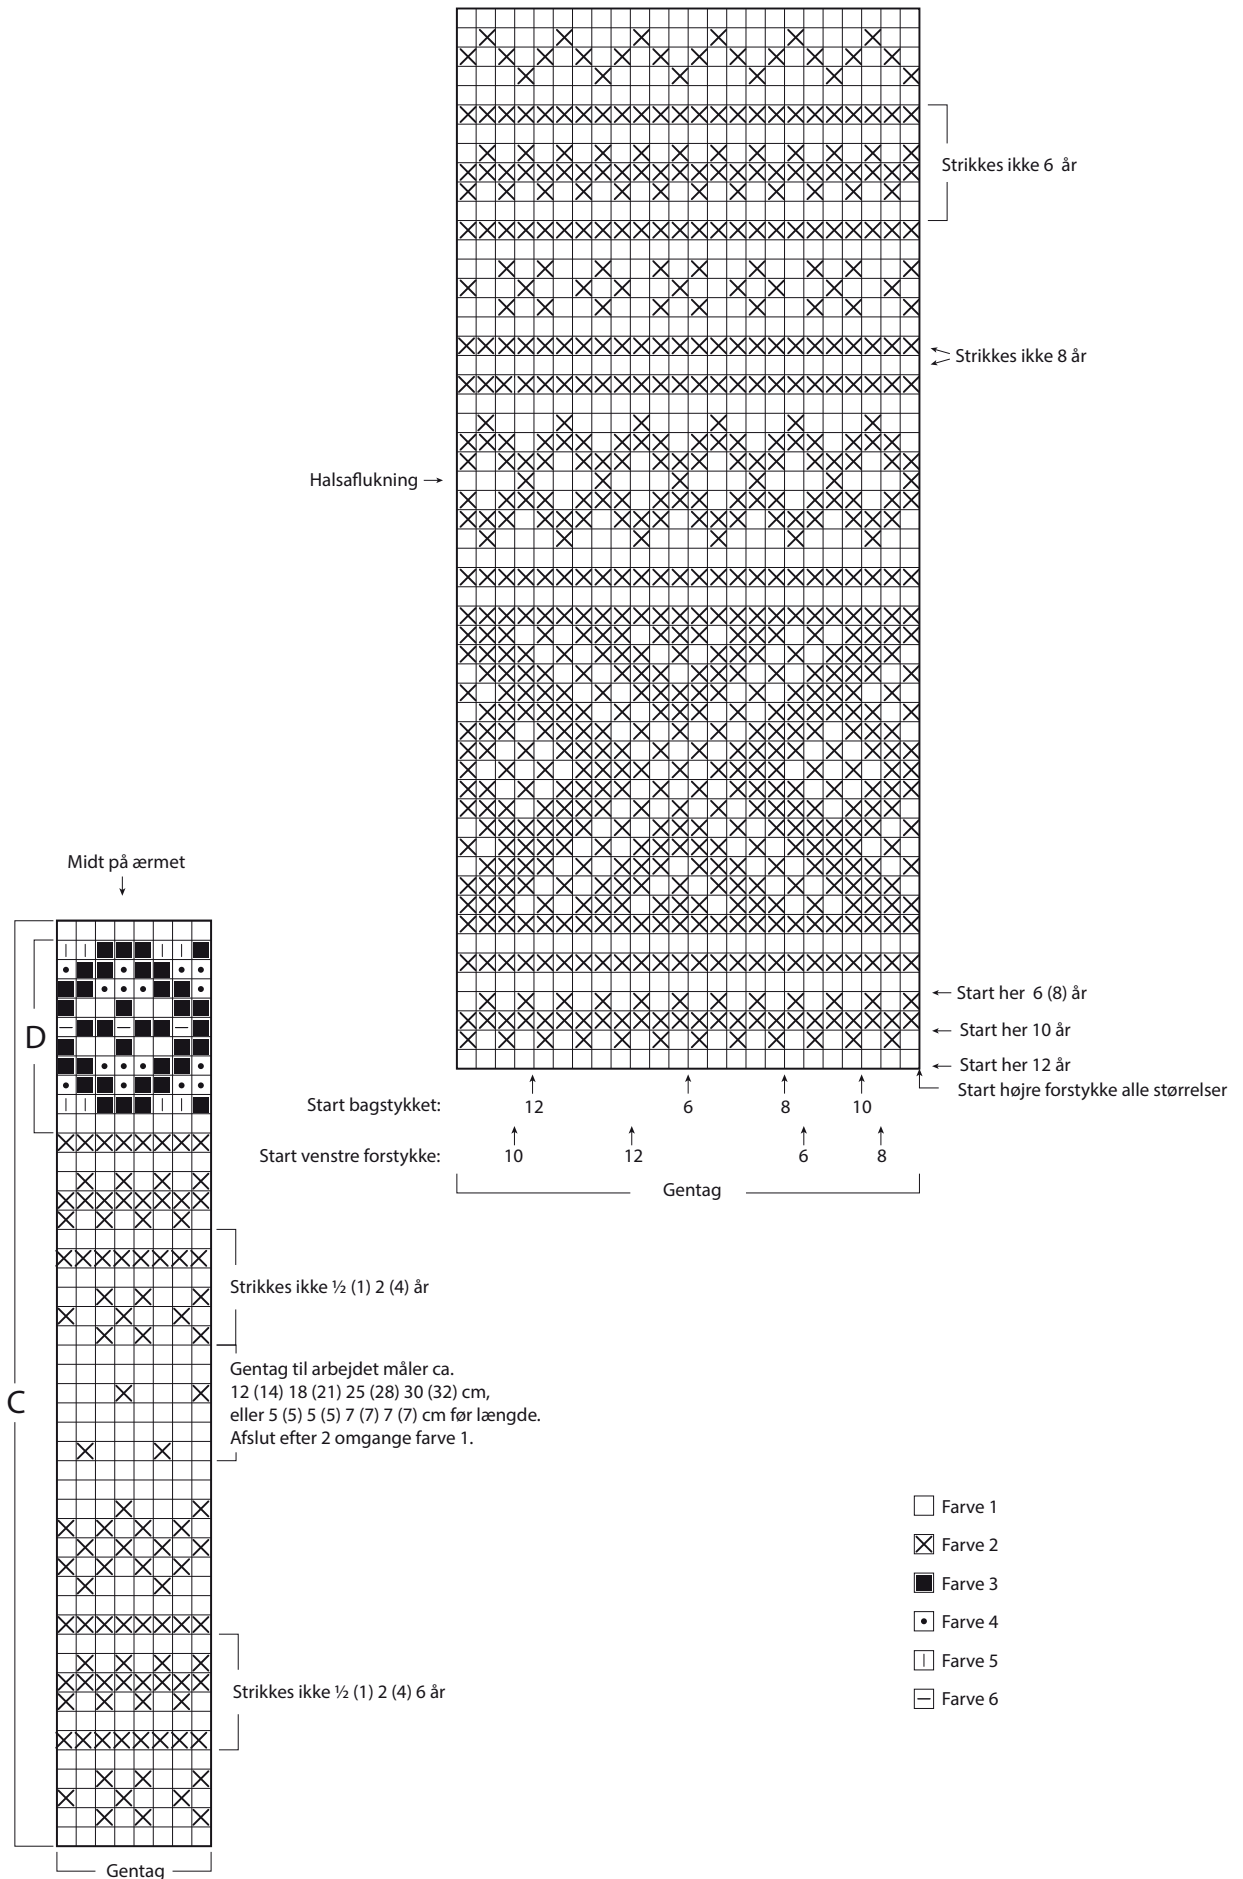 Strikkes ikke 6 år
Strikkes ikke 8 år
Halsaflukning
Start her 6 (8) år
Start her 10 år
Start her 12 år
Start højre forstykke alle størrelser
Start bagstykket: 12 6 8 10
Start venstre forstykke: 10 12 6 8
Gentag
Midt på ærmet
D
C
Strikkes ikke ½ (1) 2 (4) år
Gentag til arbejdet måler ca.
12 (14) 18 (21) 25 (28) 30 (32) cm,
eller 5 (5) 5 (5) 7 (7) 7 (7) cm før længde.
Afslut efter 2 omgange farve 1.
Strikkes ikke ½ (1) 2 (4) 6 år
Gentag
Farve 1
Farve 2
Farve 3
Farve 4
Farve 5
Farve 6